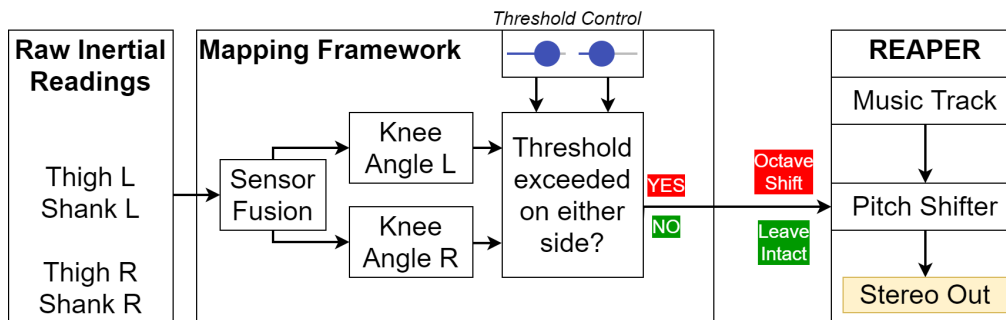 Threshold Control
Raw Inertial
Readings
Thigh L
Shank L
Thigh R
Shank R
Mapping Framework
Sensor
Fusion
Knee
Angle L
Knee
Angle R
Threshold
exceeded
on either
side?
YES
NO
Octave
Shift
Leave
Intact
REAPER
Music Track
Pitch Shifter
Stereo Out